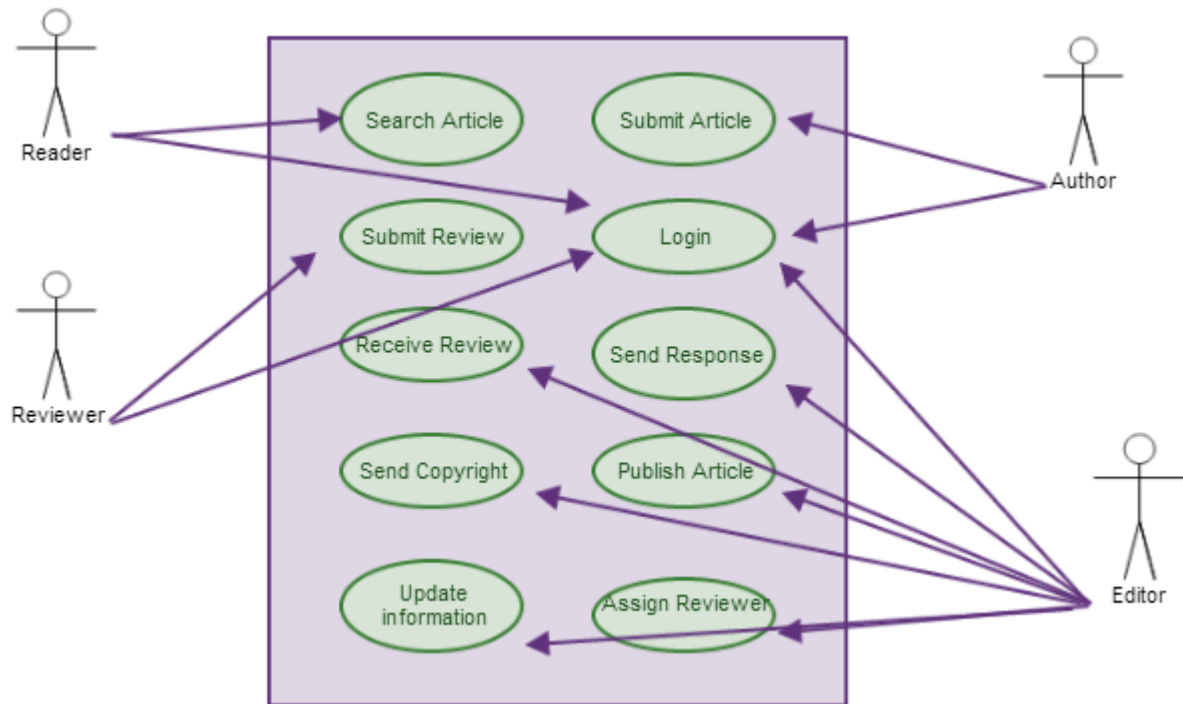 Reader
Search Article
Submit Article
Author
Submit Review
Login
Reviewer
Receive Review
Send Response
Send Copyright
Publish Article
Editor
Update
information
Assign Reviewer